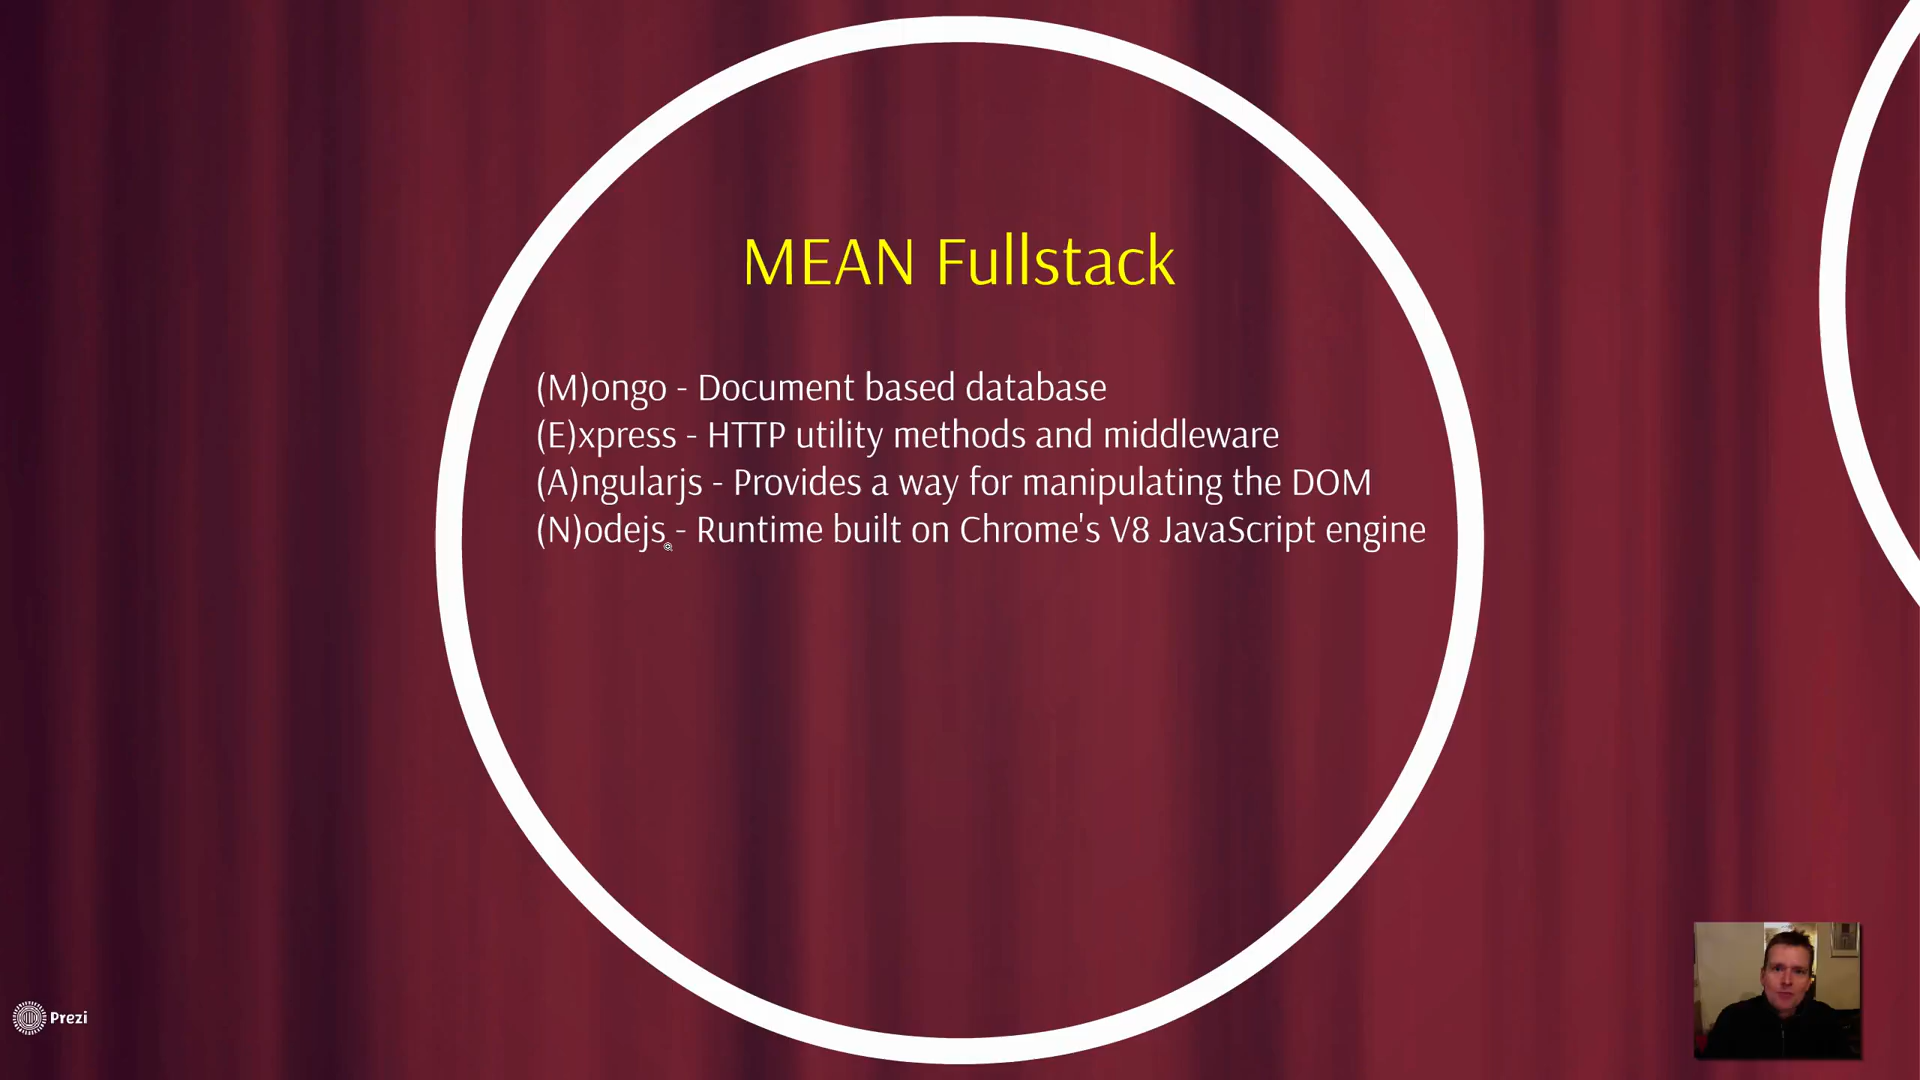 MEAN Fullstack
(M)ongo - Document based database
(E)xpress - HTTP utility methods and middleware
(A)ngularjs - Provides a way for manipulating the DOM
(N)odejs - Runtime built on Chrome's V8 JavaScript engine
Prezi